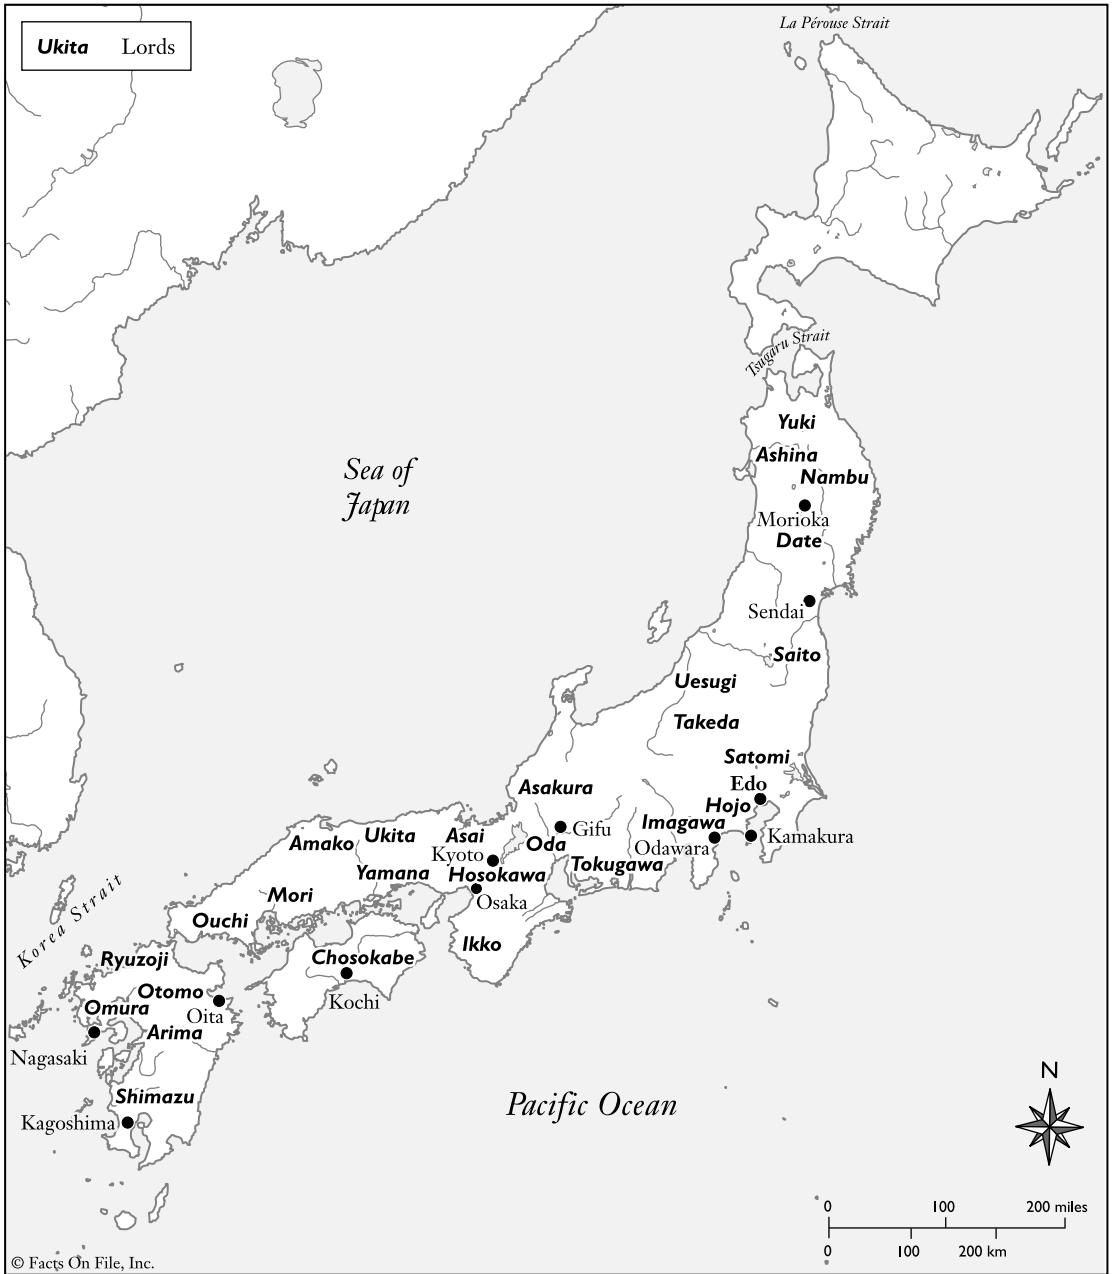 Ukita Lords
La Pérouse Strait
Tsugaru Strait
Yuki
Ashina
Nambu
Sea of
Japan
Morioka
Date
Sendai
Saito
Uesugi
Takeda
Satomi
Edo
Asakura
Hojo
Imagawa
Gifu
Kamakura
Ukita
Asai
Amako
Oda
Odawara
Kyoto
Tokugawa
Yamana
Hosokawa
Mori
Osaka
Korea Strait
Ouchi
Ikko
Ryuzoji
Chosokabe
Otomo
Kochi
Omura
Oita
Arima
Nagasaki
Shimazu
Kagoshima
Pacific Ocean
N
0 100 200 miles
0 100 200 km
© Facts On File, Inc.